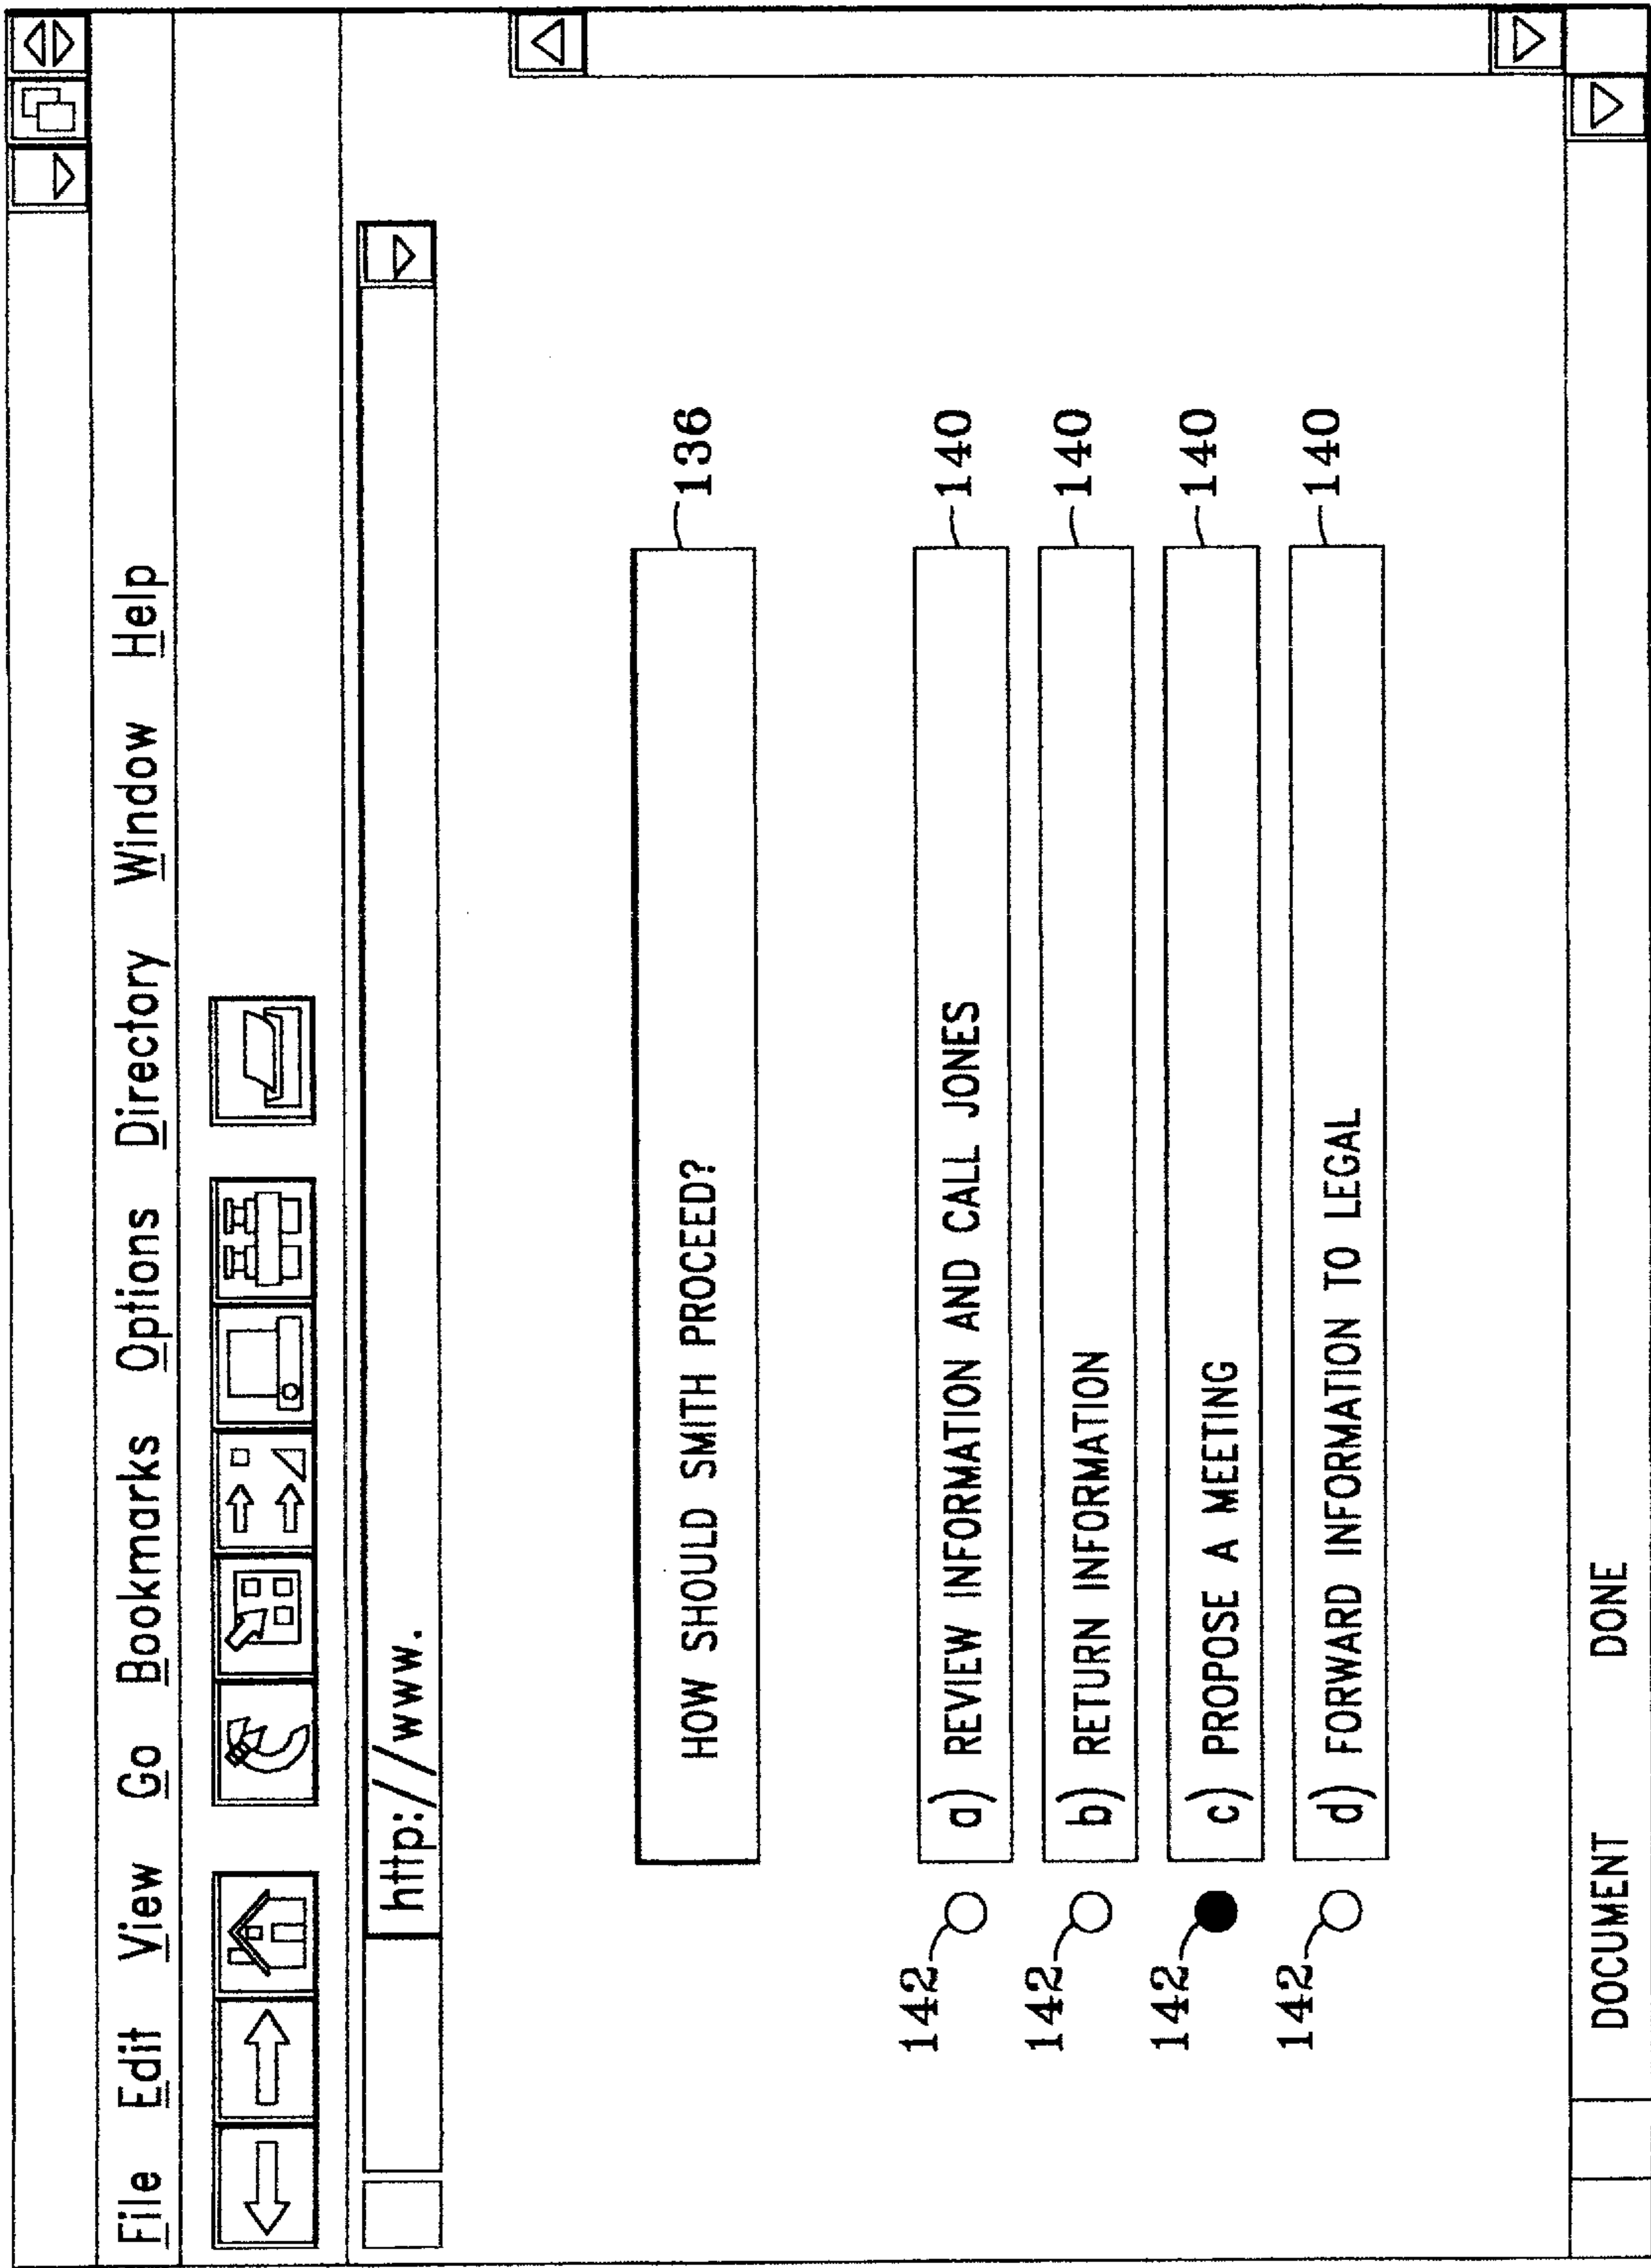 File Edit View Go Bookmarks Options Directory Window Help
http://www.
HOW SHOULD SMITH PROCEED? 136
142 a) REVIEW INFORMATION AND CALL JONES 140
142 b) RETURN INFORMATION 140
142 c) PROPOSE A MEETING 140
142 d) FORWARD INFORMATION TO LEGAL 140
DOCUMENT DONE